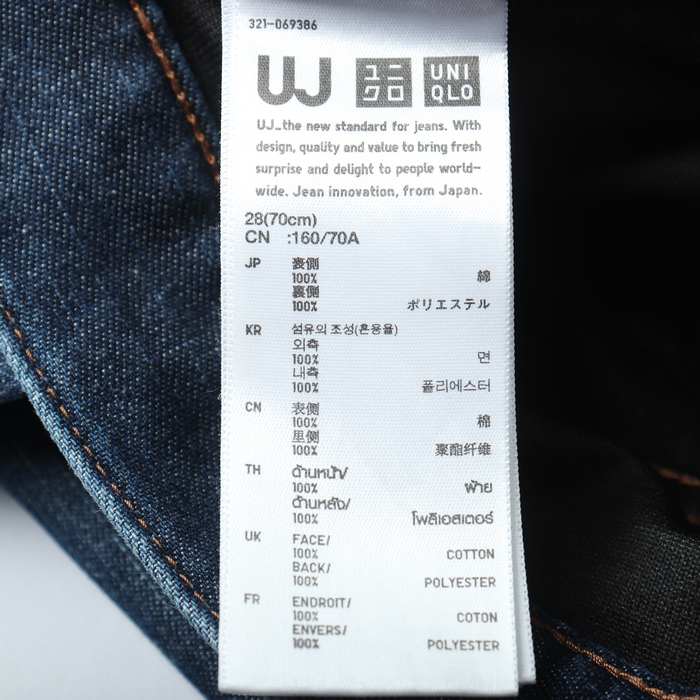 321-069386
UJ ユニクロ UNIQLO
UJ_the new standard for jeans. With
design, quality and value to bring fresh
surprise and delight to people world-
wide. Jean innovation, from Japan.
28(70cm)
CN :160/70A
JP 表側
100% 綿
裏側
100% ポリエステル
KR 섬유의 조성(혼용율)
외측
100% 면
내측
100% 폴리에스터
CN 表侧
100% 棉
里侧
100% 聚酯纤维
TH ด้านหน้า/
100% ฝ้าย
ด้านหลัง/
100% โพลีเอสเตอร์
UK FACE/
100% COTTON
BACK/
100% POLYESTER
FR ENDROIT/
100% COTON
ENVERS/
100% POLYESTER